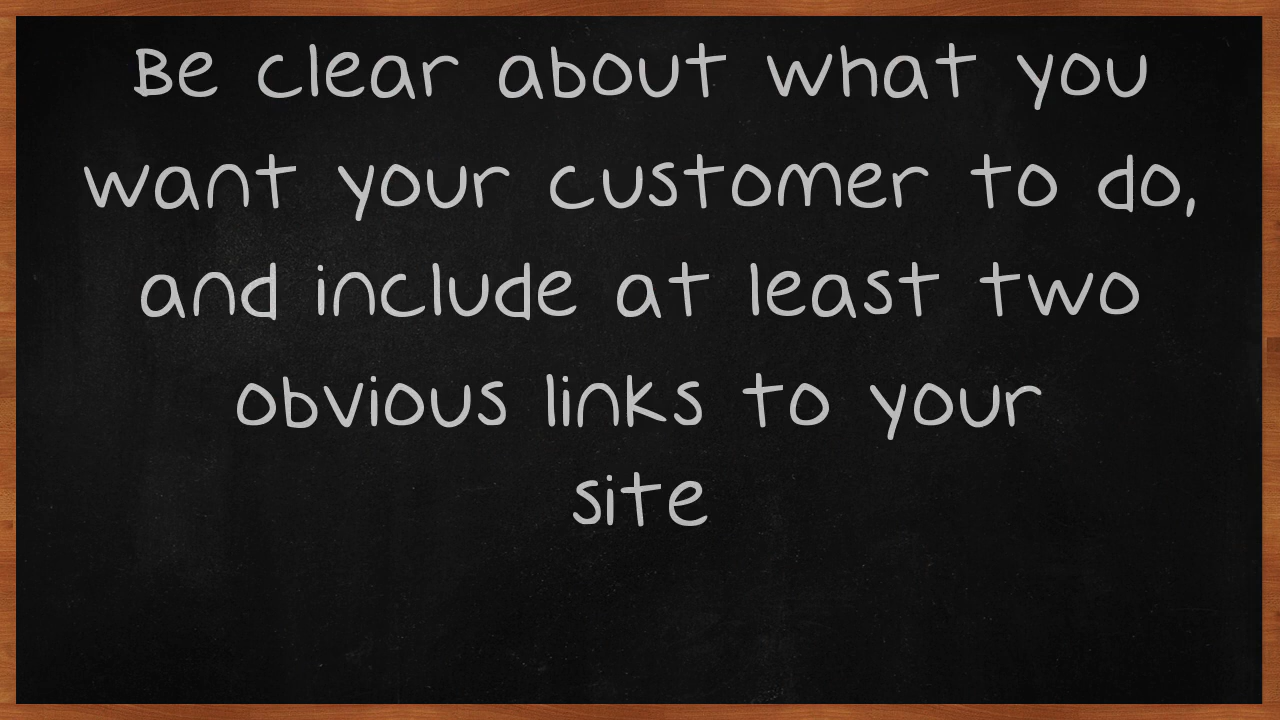 Be clear about what you
want your customer to do,
and include at least two
obvious links to your
site